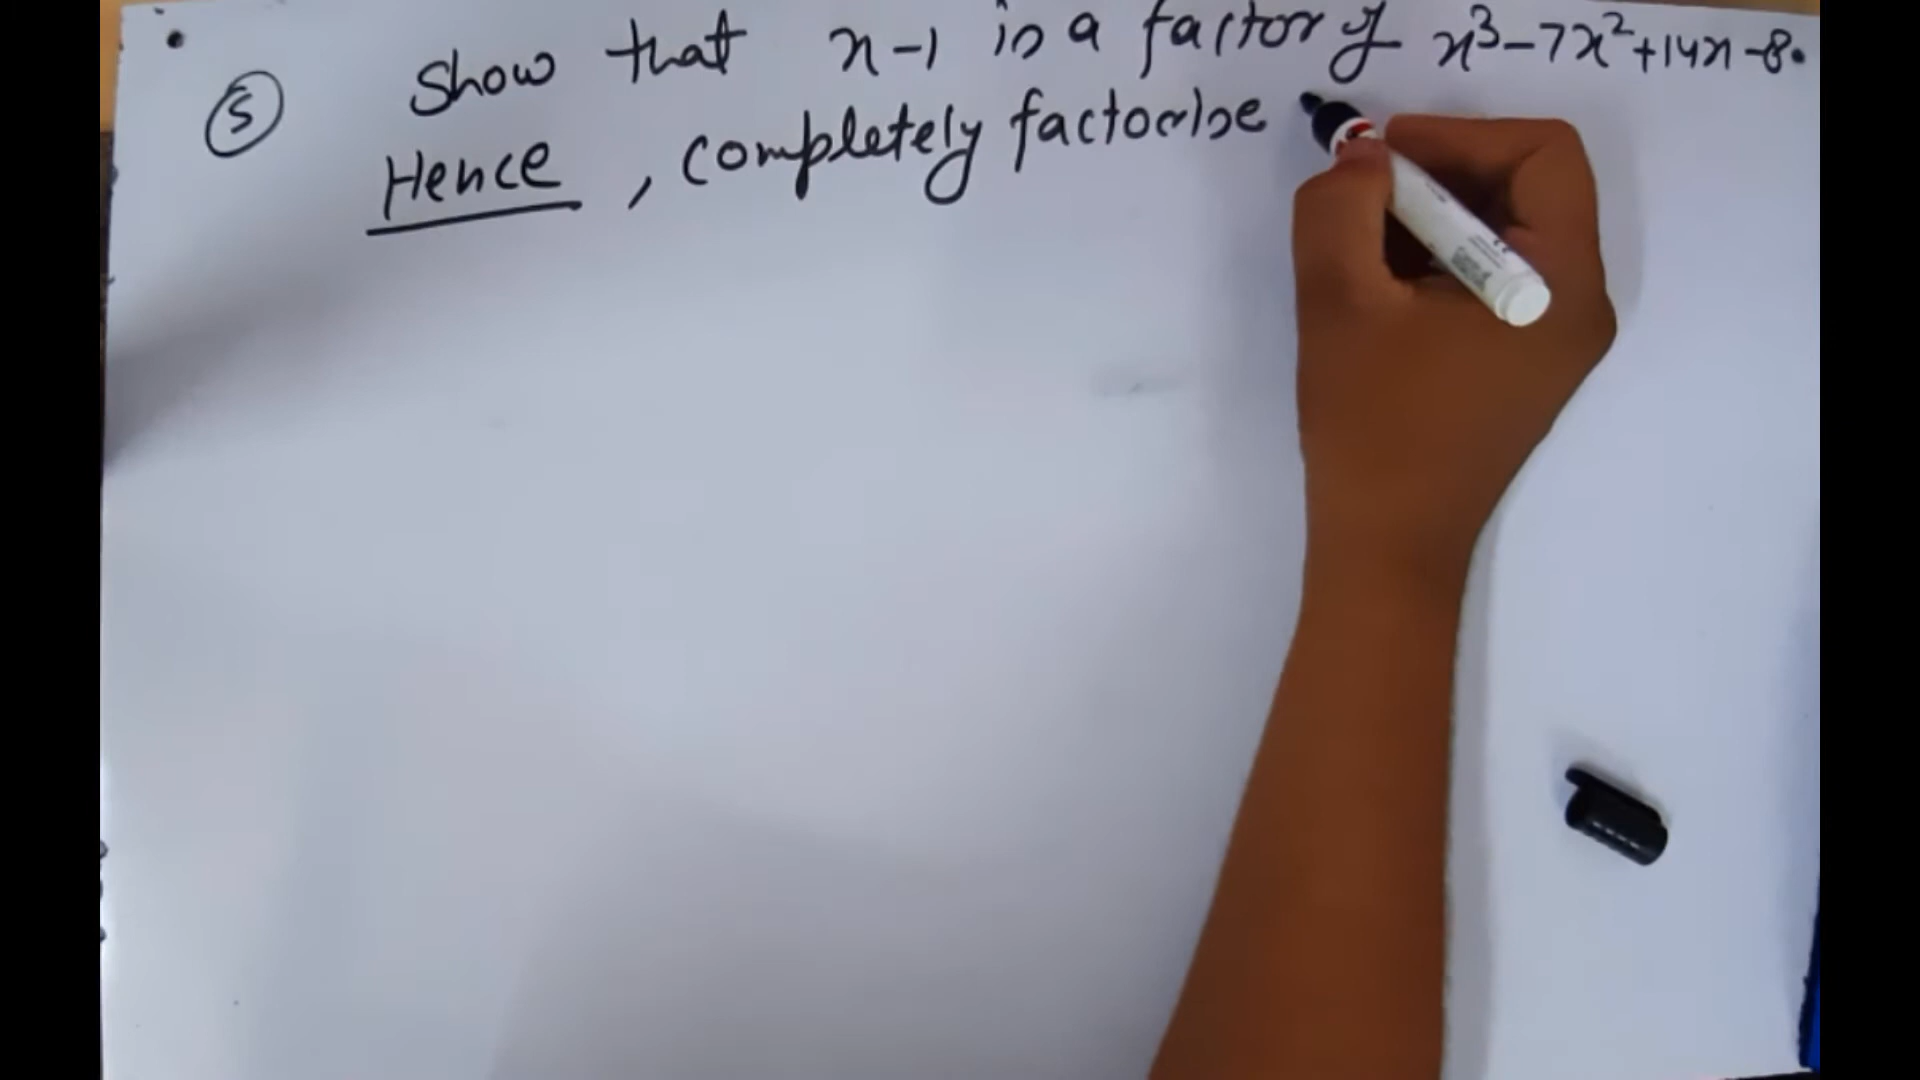 ⑤ Show that x-1 is a factor of x³-7x²+14x-8.
Hence, completely factorise